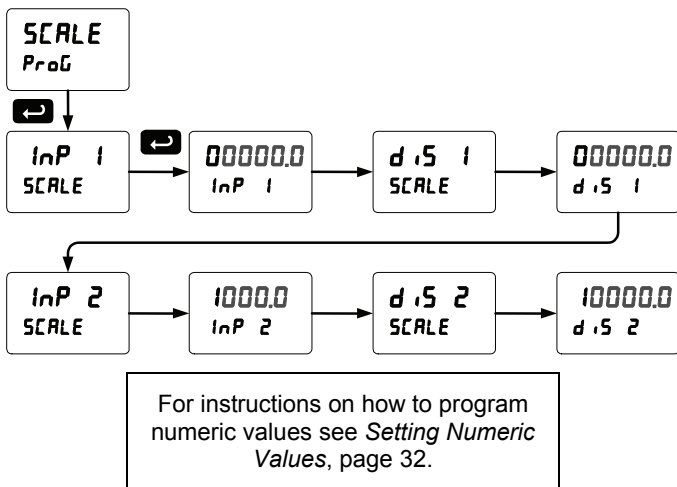 SCALE
ProG
InP 1
SCALE
00000.0
InP 1
diS 1
SCALE
00000.0
diS 1
InP 2
SCALE
1000.0
InP 2
diS 2
SCALE
10000.0
diS 2
For instructions on how to program
numeric values see Setting Numeric
Values, page 32.